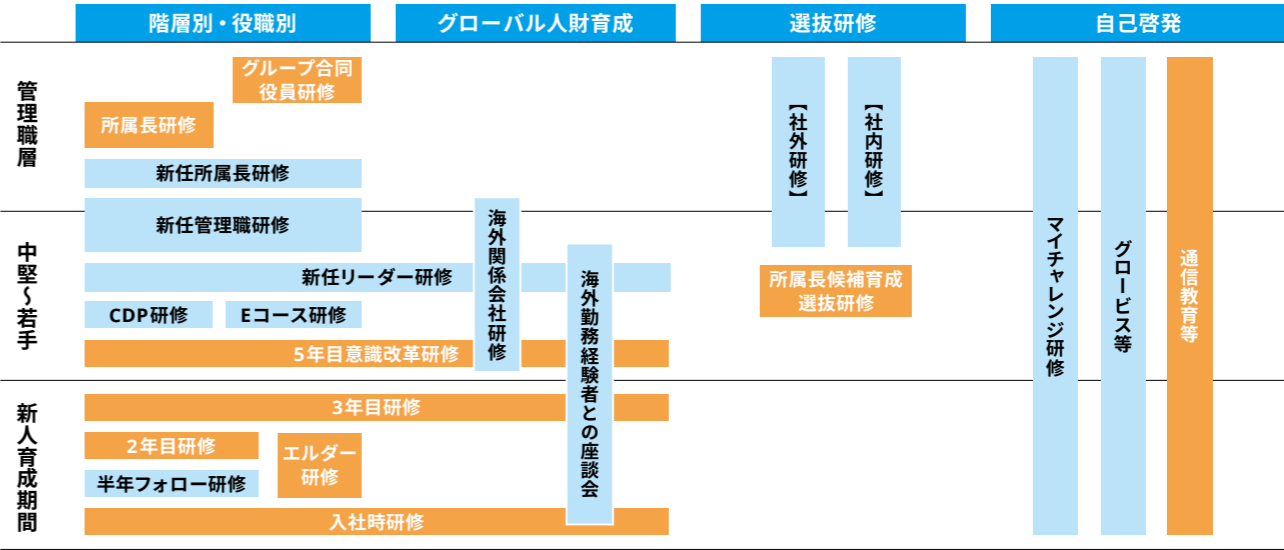 階層別・役職別
グローバル人財育成
選抜研修
自己啓発
管理職層
グループ合同
役員研修
所属長研修
新任所属長研修
新任管理職研修
【社外研修】
【社内研修】
中堅～若手
新任リーダー研修
CDP研修
Eコース研修
5年目意識改革研修
海外関係会社研修
海外勤務経験者との座談会
所属長候補育成
選抜研修
マイチャレンジ研修
グロービス等
通信教育等
新人育成期間
3年目研修
2年目研修
エルダー
研修
半年フォロー研修
入社時研修